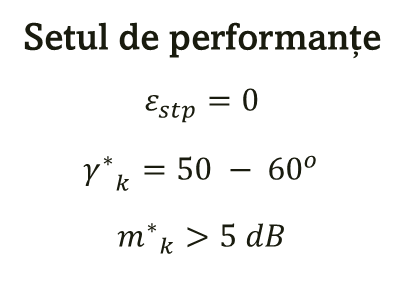 Setul de performanțe
ε_stp = 0
γ*_k = 50 − 60°
m*_k > 5 dB